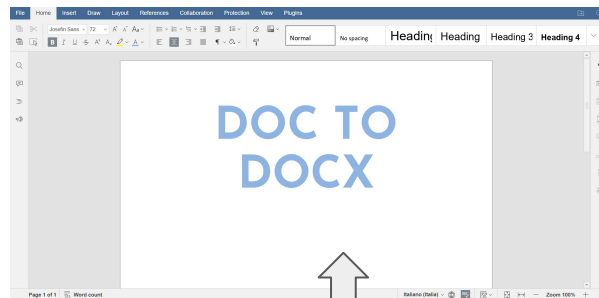 File Home Insert Draw Layout References Collaboration Protection View Plugins
Josefin Sans 72
Normal No spacing Heading Heading Heading 3 Heading 4
DOC TO
DOCX
Page 1 of 1 Word count Italiano (Italia) Zoom 100%